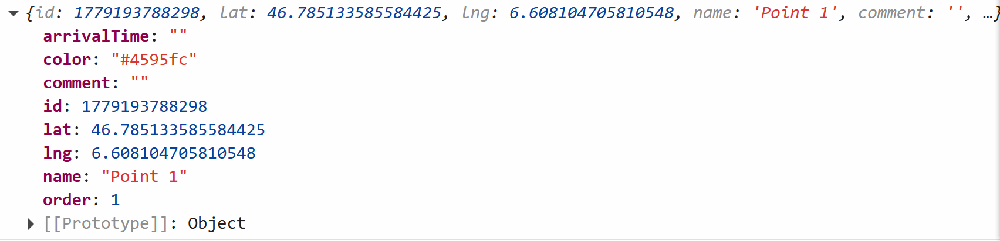 {id: 1779193788298, lat: 46.785133585584425, lng: 6.608104705810548, name: 'Point 1', comment: '', …}
arrivalTime: ""
color: "#4595fc"
comment: ""
id: 1779193788298
lat: 46.785133585584425
lng: 6.608104705810548
name: "Point 1"
order: 1
[[Prototype]]: Object